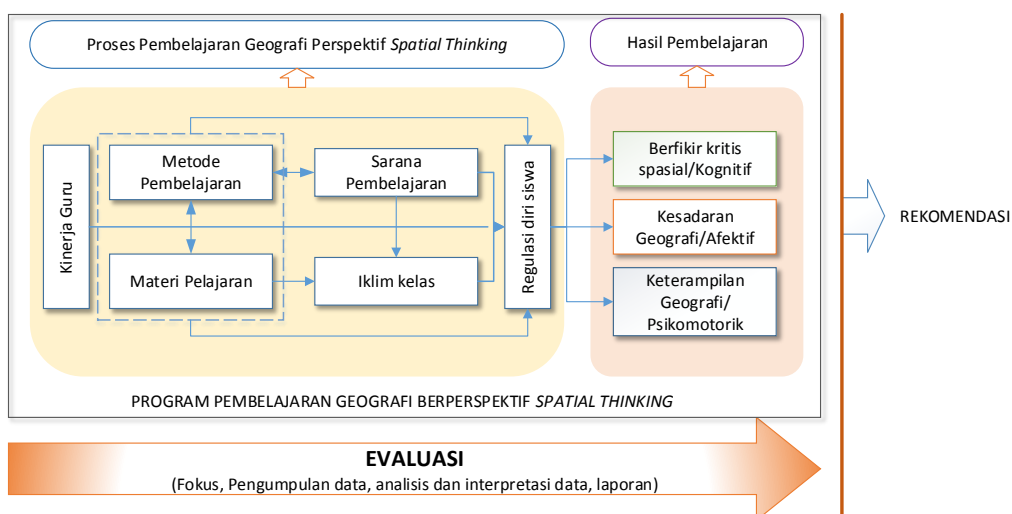 Proses Pembelajaran Geografi Perspektif Spatial Thinking
Hasil Pembelajaran
Kinerja Guru
Metode
Pembelajaran
Sarana
Pembelajaran
Materi Pelajaran
Iklim kelas
Regulasi diri siswa
Berfikir kritis
spasial/Kognitif
Kesadaran
Geografi/Afektif
Keterampilan
Geografi/
Psikomotorik
REKOMENDASI
PROGRAM PEMBELAJARAN GEOGRAFI BERPERSPEKTIF SPATIAL THINKING
EVALUASI
(Fokus, Pengumpulan data, analisis dan interpretasi data, laporan)